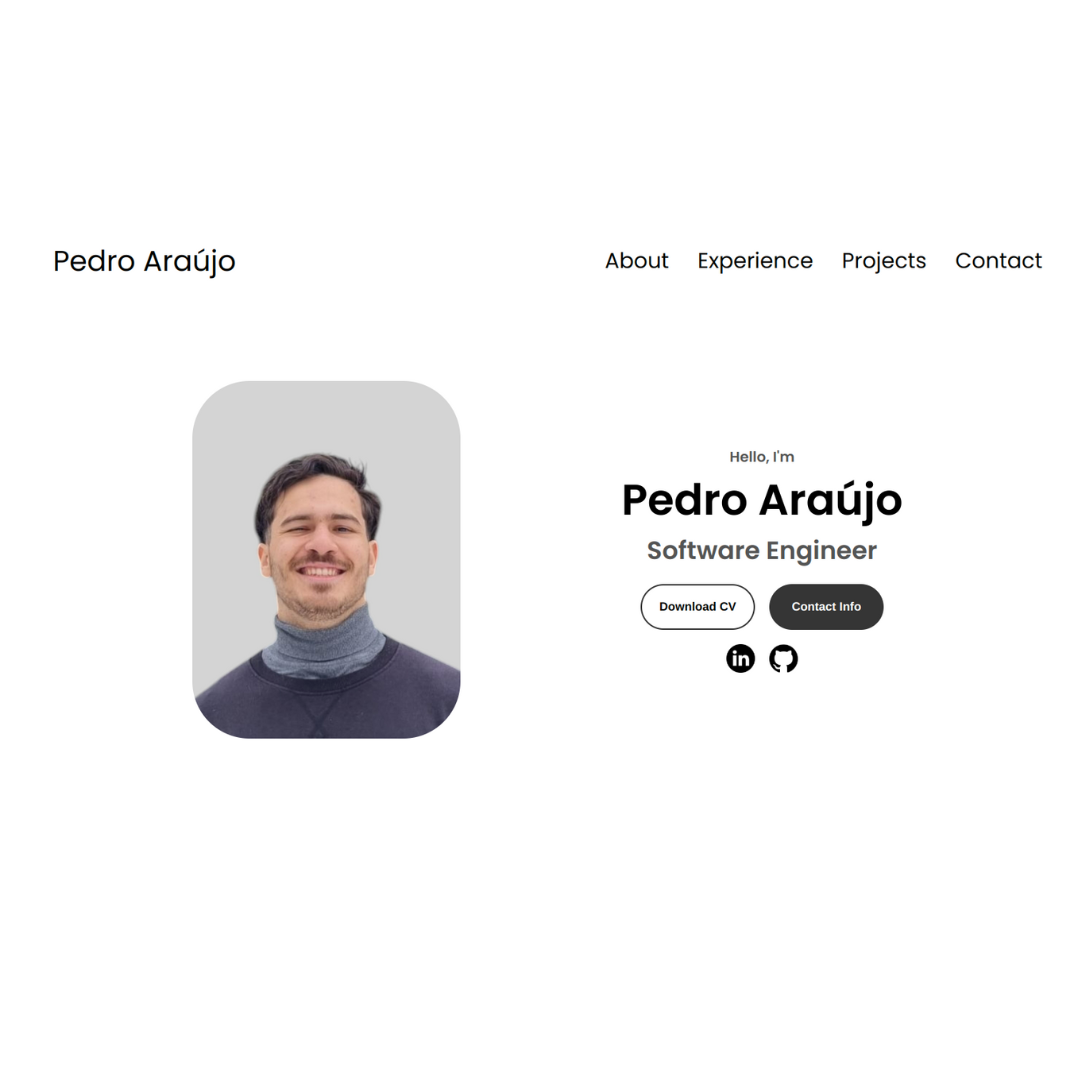 Pedro Araújo
About Experience Projects Contact
Hello, I'm
Pedro Araújo
Software Engineer
Download CV Contact Info
in